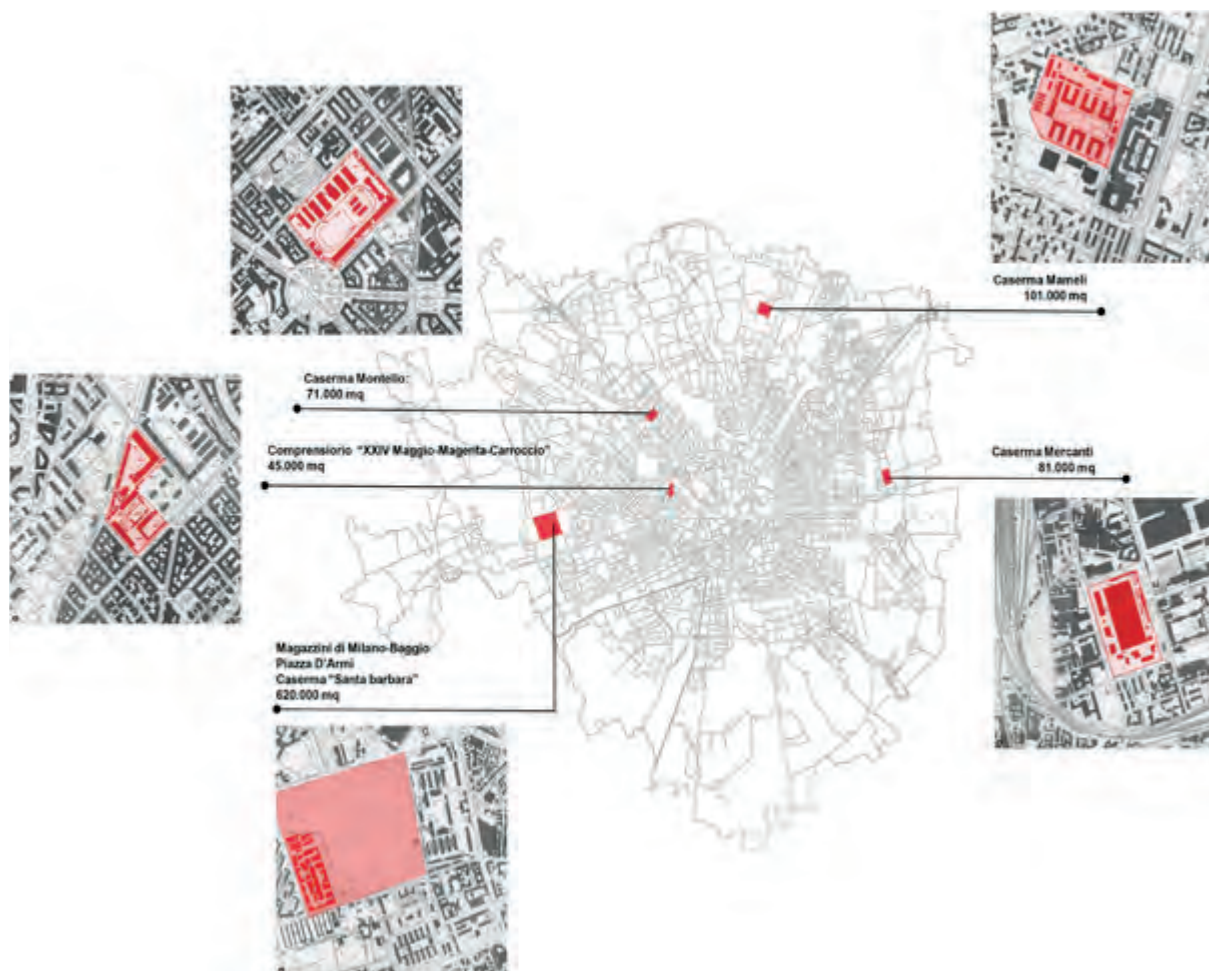 Caserma Mameli
101.000 mq
Caserma Montello:
71.000 mq
Comprensiorio "XXIV Maggio-Magenta-Carroccio"
45.000 mq
Caserma Mercanti
81.000 mq
Magazzini di Milano-Baggio
Piazza D'Armi
Caserma "Santa barbara"
620.000 mq